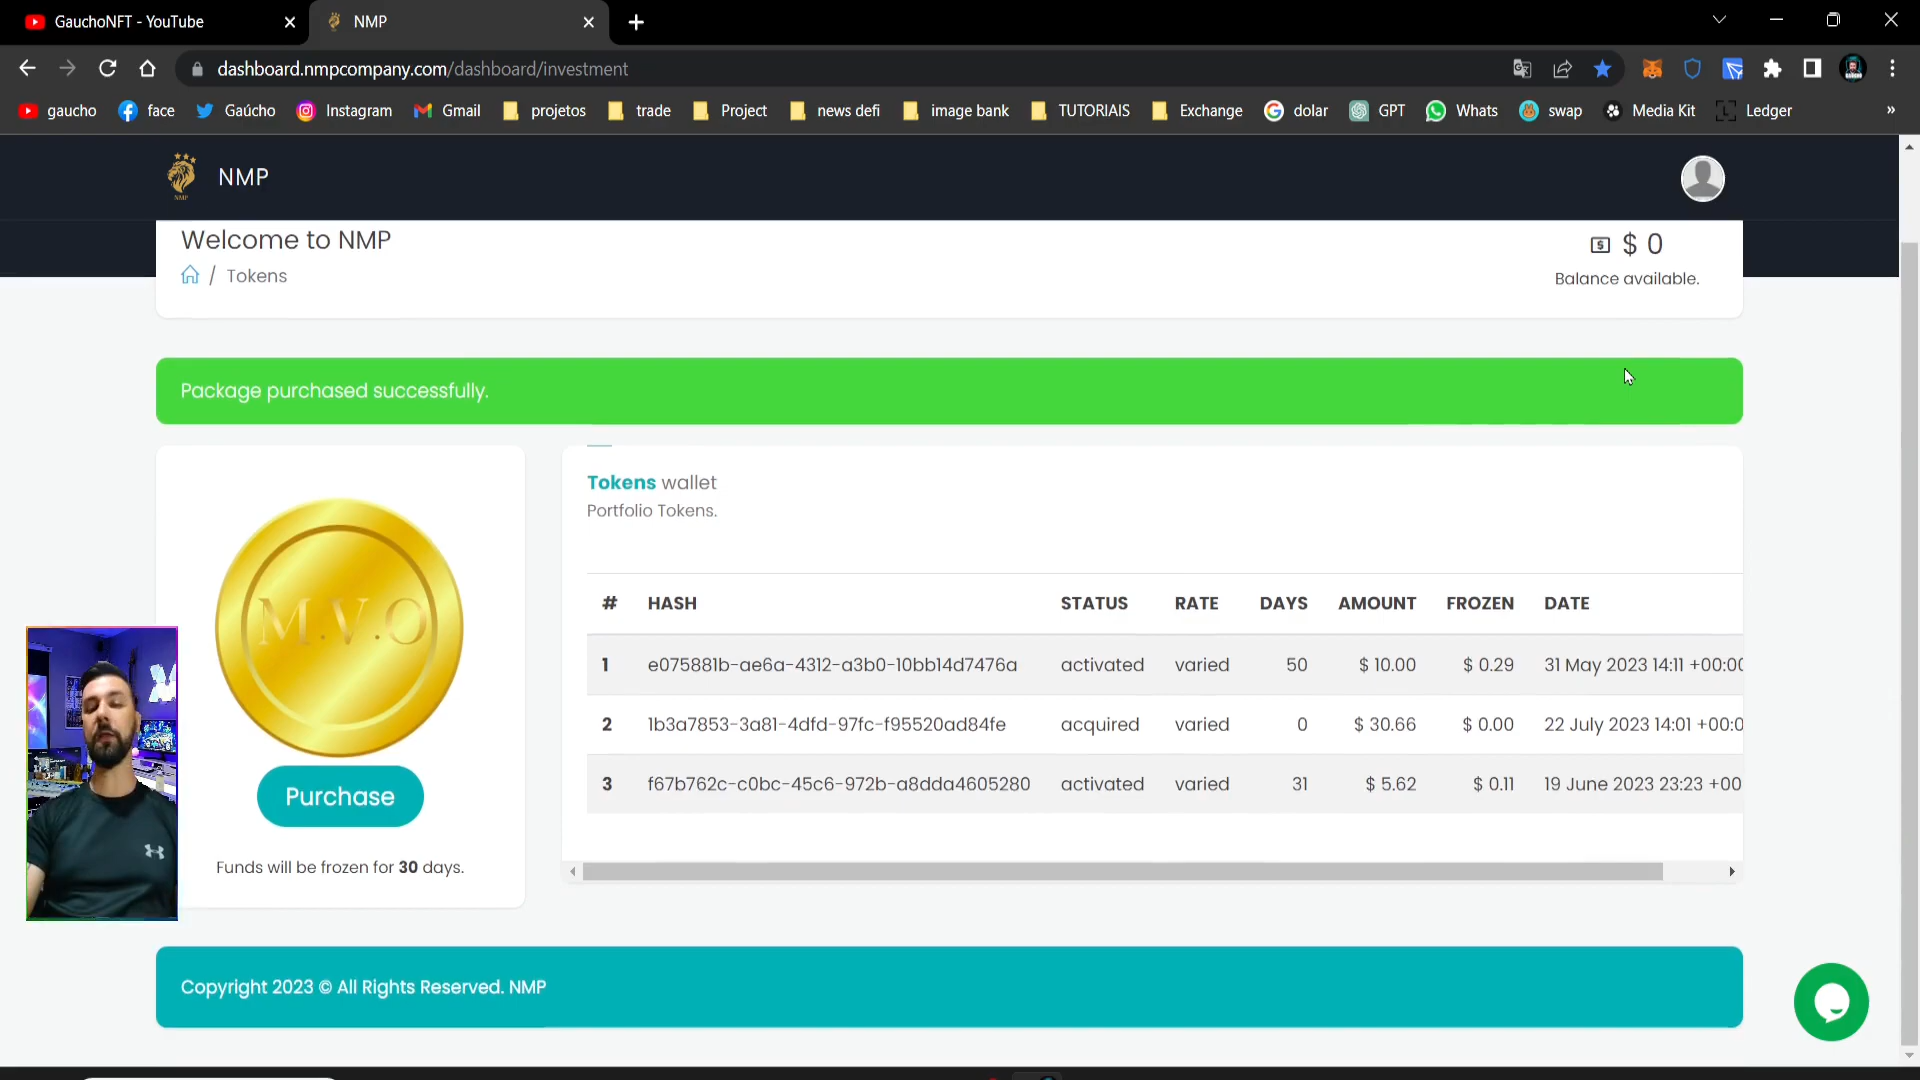 GauchoNFT - YouTube
NMP
dashboard.nmpcompany.com/dashboard/investment
gaucho
face
Gaúcho
Instagram
Gmail
projetos
trade
Project
news defi
image bank
TUTORIAIS
Exchange
dolar
GPT
Whats
swap
Media Kit
Ledger
»
NMP
NMP
Welcome to NMP
/ Tokens
$ 0
Balance available.
Package purchased successfully.
M.V.O
Purchase
Funds will be frozen for 30 days.
Tokens wallet
Portfolio Tokens.
# HASH STATUS RATE DAYS AMOUNT FROZEN DATE
1 e075881b-ae6a-4312-a3b0-10bb14d7476a activated varied 50 $ 10.00 $ 0.29 31 May 2023 14:11 +00:00
2 1b3a7853-3a81-4dfd-97fc-f95520ad84fe acquired varied 0 $ 30.66 $ 0.00 22 July 2023 14:01 +00:0
3 f67b762c-c0bc-45c6-972b-a8dda4605280 activated varied 31 $ 5.62 $ 0.11 19 June 2023 23:23 +00
Copyright 2023 © All Rights Reserved. NMP